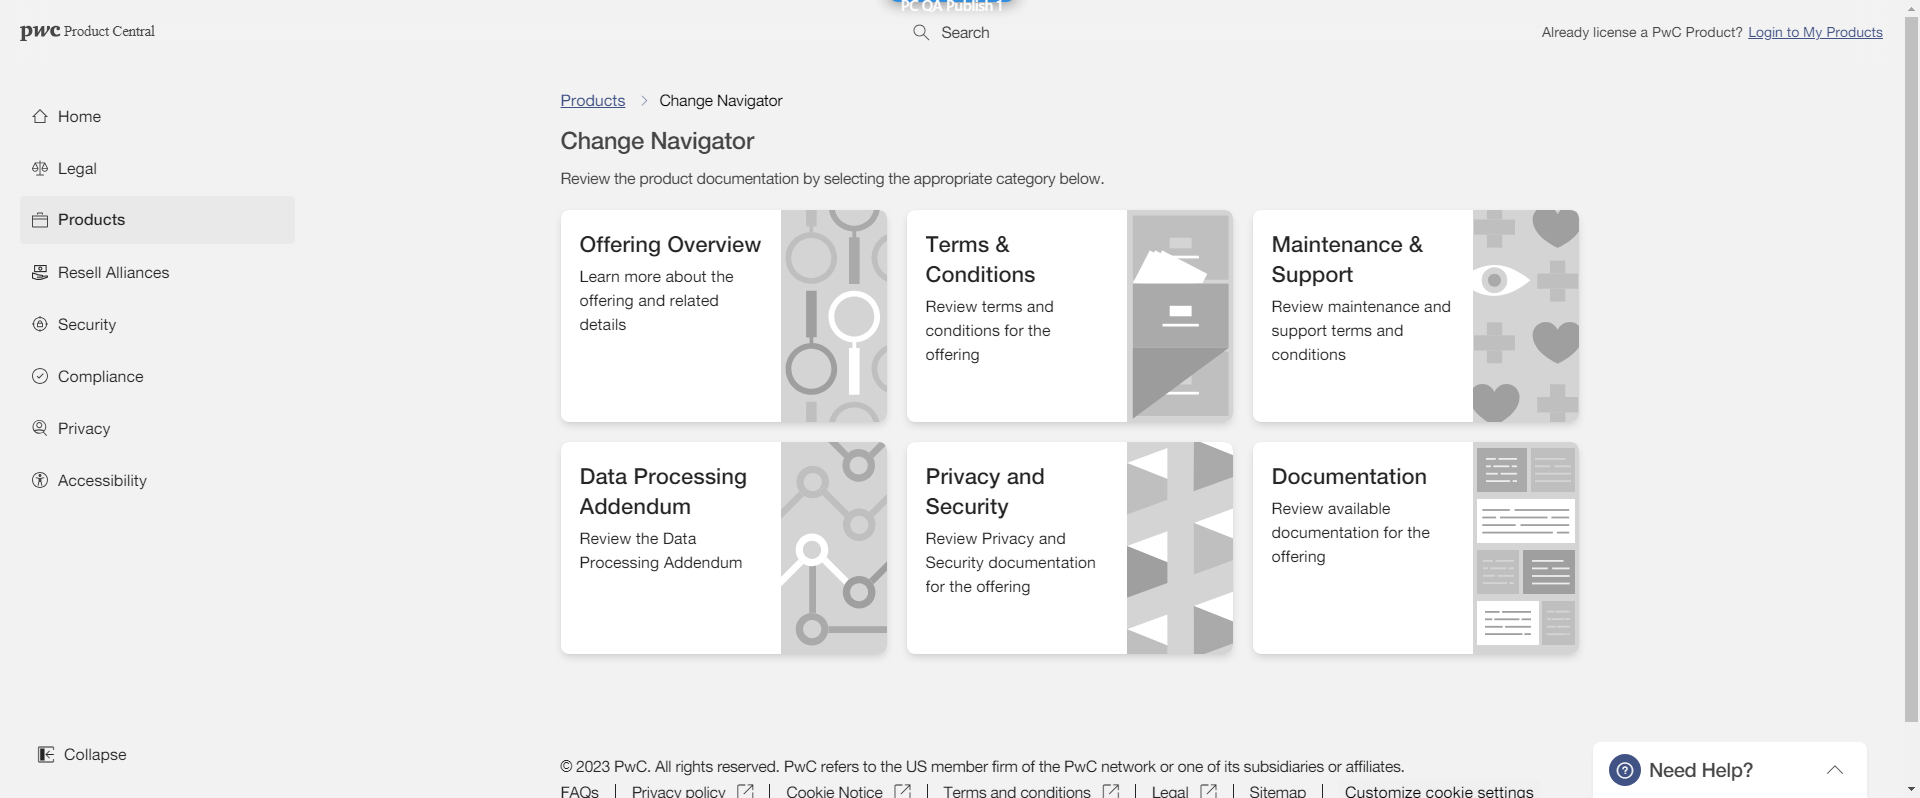 PC QA Publish 1
pwc Product Central
Search
Already license a PwC Product? Login to My Products
Home
Legal
Products
Resell Alliances
Security
Compliance
Privacy
Accessibility
Collapse
Products > Change Navigator
Change Navigator
Review the product documentation by selecting the appropriate category below.
Offering Overview
Learn more about the
offering and related
details
Terms &
Conditions
Review terms and
conditions for the
offering
Maintenance &
Support
Review maintenance and
support terms and
conditions
Data Processing
Addendum
Review the Data
Processing Addendum
Privacy and
Security
Review Privacy and
Security documentation
for the offering
Documentation
Review available
documentation for the
offering
© 2023 PwC. All rights reserved. PwC refers to the US member firm of the PwC network or one of its subsidiaries or affiliates.
FAQs | Privacy policy | Cookie Notice | Terms and conditions | Legal | Sitemap | Customize cookie settings
Need Help?